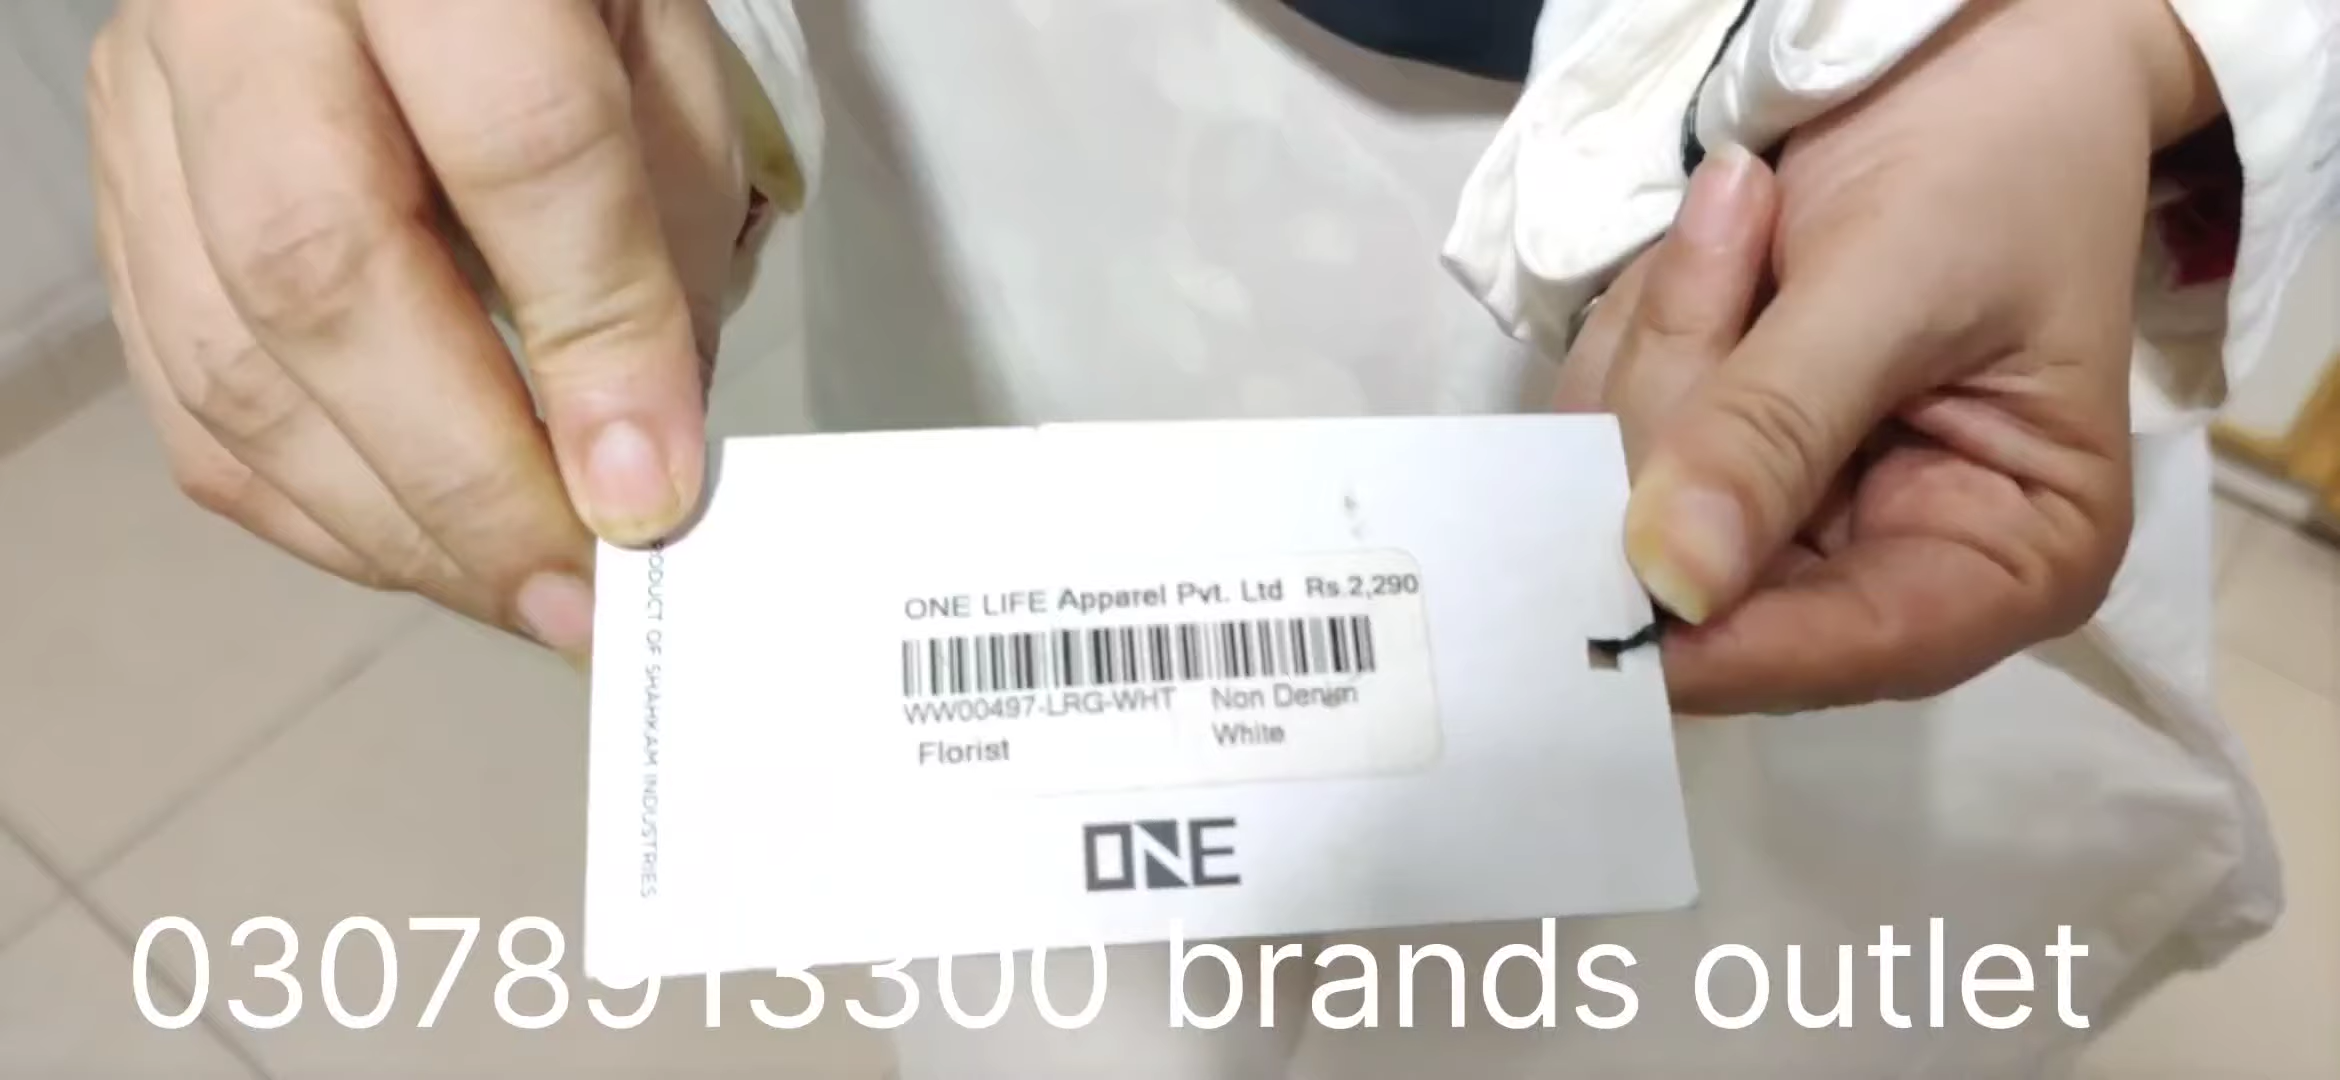 ONE LIFE Apparel Pvt. Ltd Rs.2,290
WW00497-LRG-WHT Non Denim
Florist White
ONE
PRODUCT OF SHAHKAM INDUSTRIES
03078913300 brands outlet